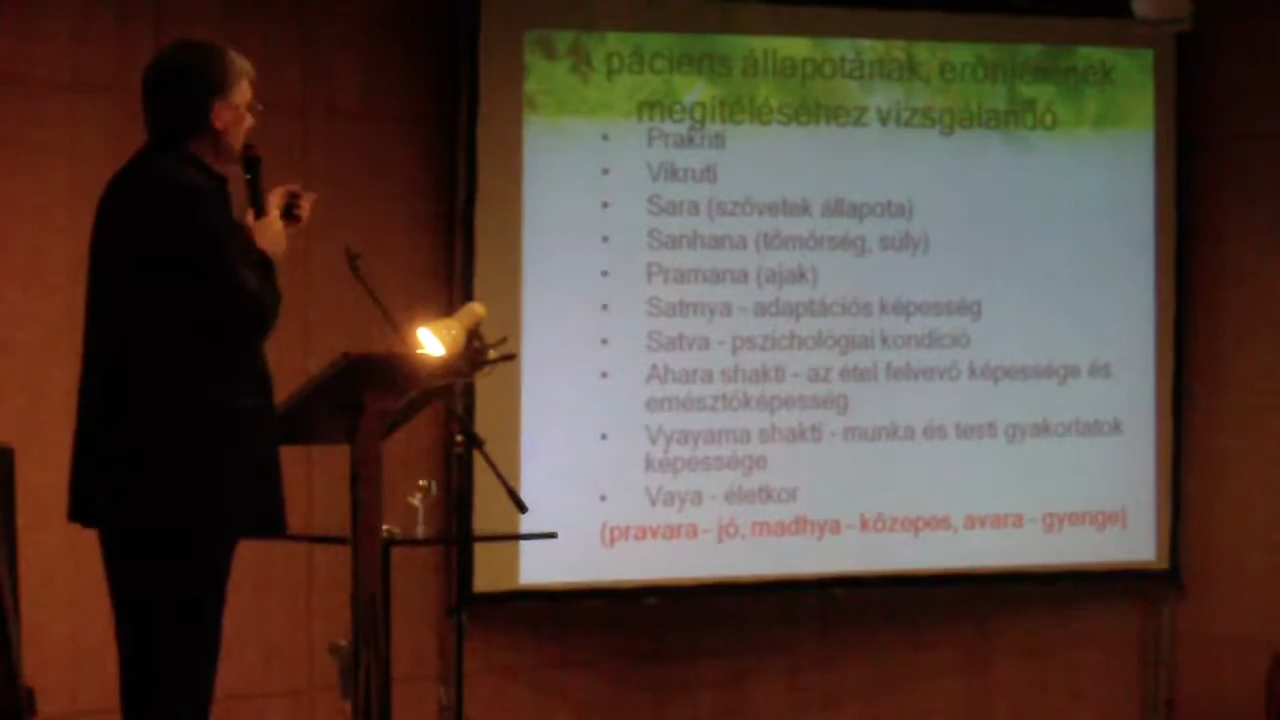 A páciens állapotának, erőnlétének
megítéléséhez vizsgálandó
• Prakriti
• Vikruti
• Sara (szövetek állapota)
• Sanhana (tömörség, súly)
• Pramana (ajak)
• Satmya - adaptációs képesség
• Satva - pszichológiai kondíció
• Ahara shakti - az étel felvevő képessége és
emésztőképesség
• Vyayama shakti - munka és testi gyakorlatok
képessége
• Vaya - életkor
(pravara - jó, madhya - közepes, avara - gyenge)